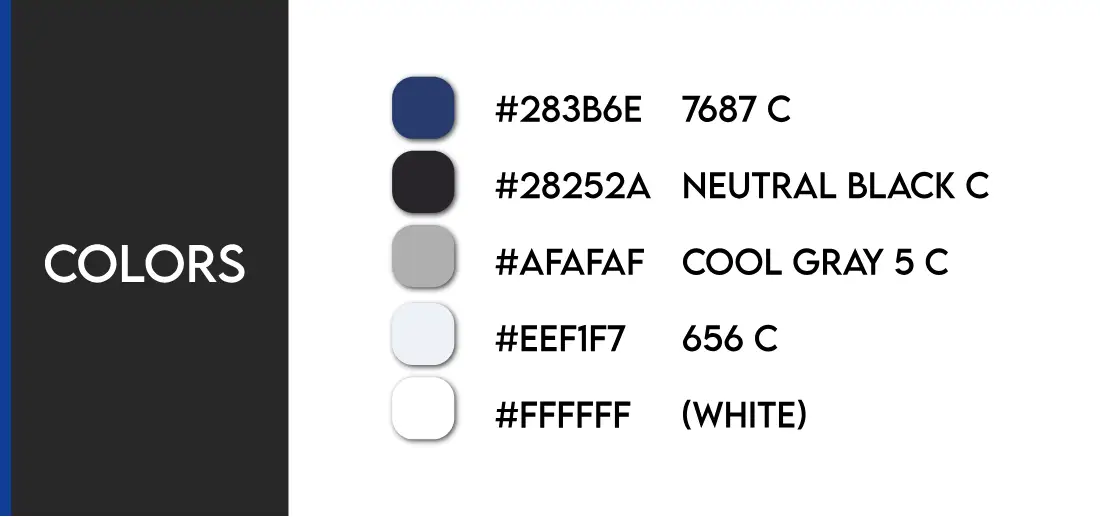 COLORS
#283B6E 7687 C
#28252A NEUTRAL BLACK C
#AFAFAF COOL GRAY 5 C
#EEF1F7 656 C
#FFFFFF (WHITE)